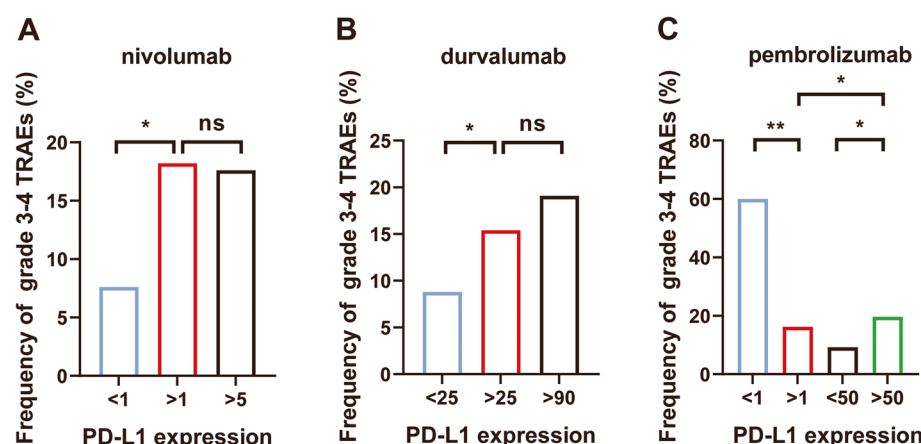 A
nivolumab
Frequency of grade 3-4 TRAEs (%)
* ns
20
15
10
5
0
<1 >1 >5
PD-L1 expression
B
durvalumab
Frequency of grade 3-4 TRAEs (%)
* ns
25
20
15
10
5
0
<25 >25 >90
PD-L1 expression
C
pembrolizumab
Frequency of grade 3-4 TRAEs (%)
*
** *
80
60
40
20
0
<1 >1 <50 >50
PD-L1 expression